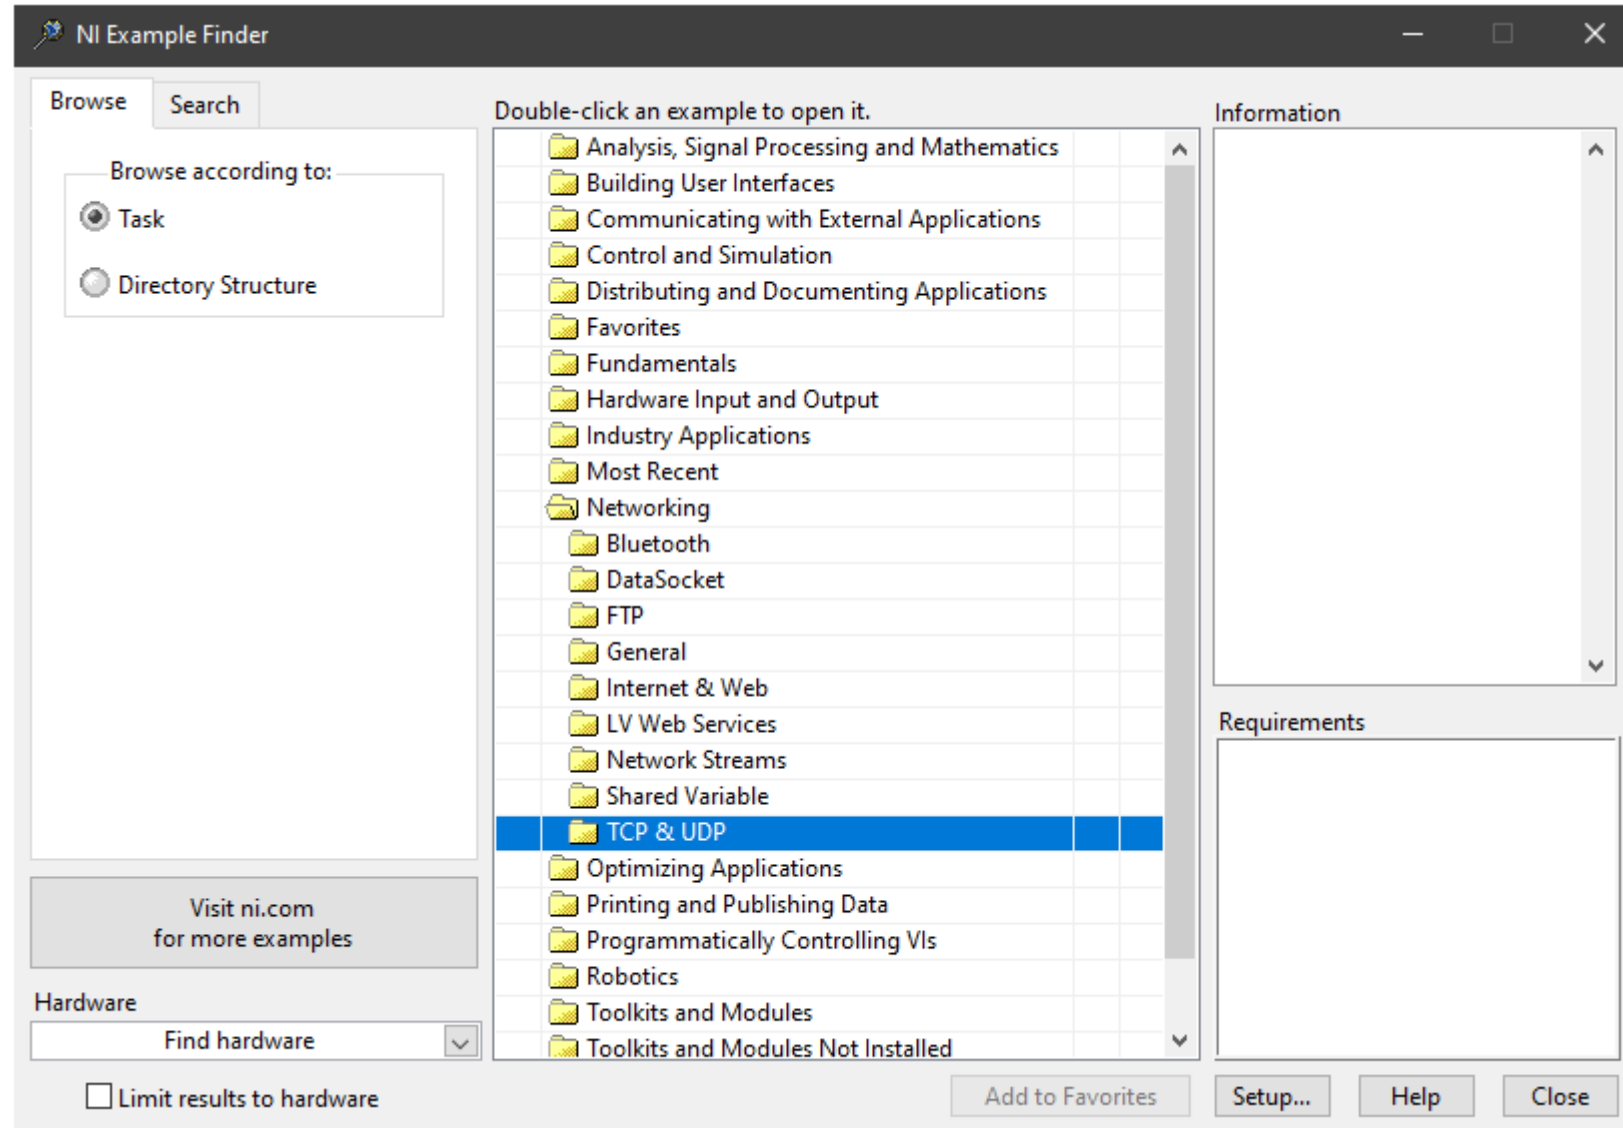 NI Example Finder
Browse
Search
Browse according to:
Task
Directory Structure
Visit ni.com
for more examples
Hardware
Find hardware
Limit results to hardware
Double-click an example to open it.
Analysis, Signal Processing and Mathematics
Building User Interfaces
Communicating with External Applications
Control and Simulation
Distributing and Documenting Applications
Favorites
Fundamentals
Hardware Input and Output
Industry Applications
Most Recent
Networking
Bluetooth
DataSocket
FTP
General
Internet & Web
LV Web Services
Network Streams
Shared Variable
TCP & UDP
Optimizing Applications
Printing and Publishing Data
Programmatically Controlling VIs
Robotics
Toolkits and Modules
Toolkits and Modules Not Installed
Information
Requirements
Add to Favorites
Setup...
Help
Close